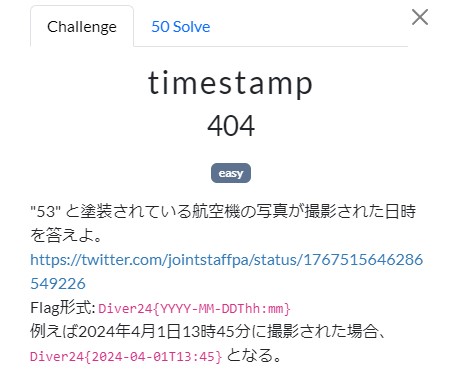 Challenge
50 Solve
timestamp
404
easy
"53" と塗装されている航空機の写真が撮影された日時
を答えよ。
https://twitter.com/jointstaffpa/status/1767515646286
549226
Flag形式: Diver24{YYYY-MM-DDThh:mm}
例えば2024年4月1日13時45分に撮影された場合、
Diver24{2024-04-01T13:45} となる。